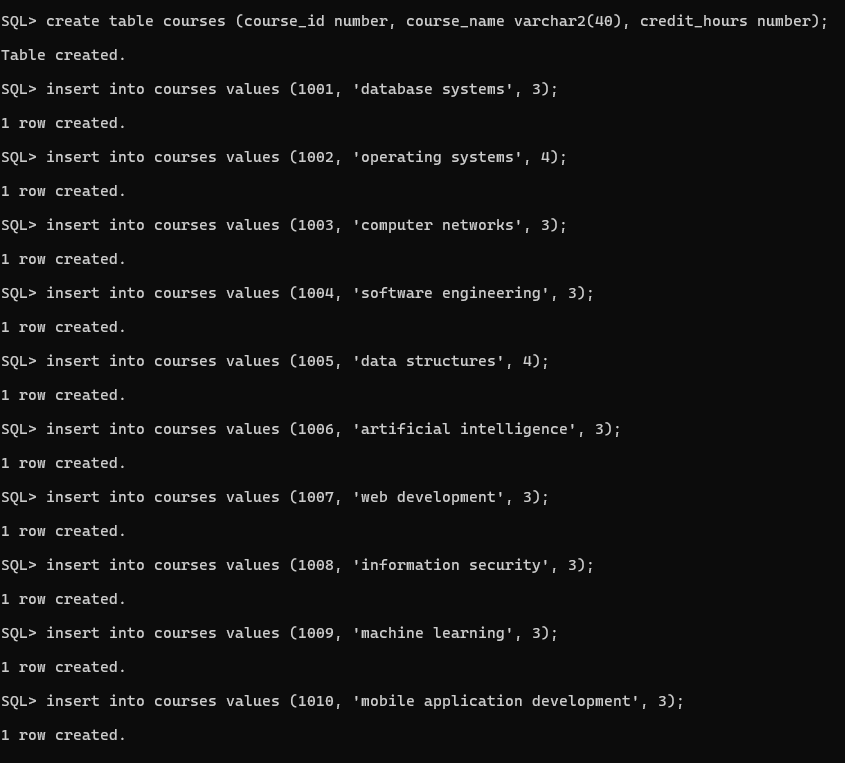 SQL> create table courses (course_id number, course_name varchar2(40), credit_hours number);
Table created.
SQL> insert into courses values (1001, 'database systems', 3);
1 row created.
SQL> insert into courses values (1002, 'operating systems', 4);
1 row created.
SQL> insert into courses values (1003, 'computer networks', 3);
1 row created.
SQL> insert into courses values (1004, 'software engineering', 3);
1 row created.
SQL> insert into courses values (1005, 'data structures', 4);
1 row created.
SQL> insert into courses values (1006, 'artificial intelligence', 3);
1 row created.
SQL> insert into courses values (1007, 'web development', 3);
1 row created.
SQL> insert into courses values (1008, 'information security', 3);
1 row created.
SQL> insert into courses values (1009, 'machine learning', 3);
1 row created.
SQL> insert into courses values (1010, 'mobile application development', 3);
1 row created.